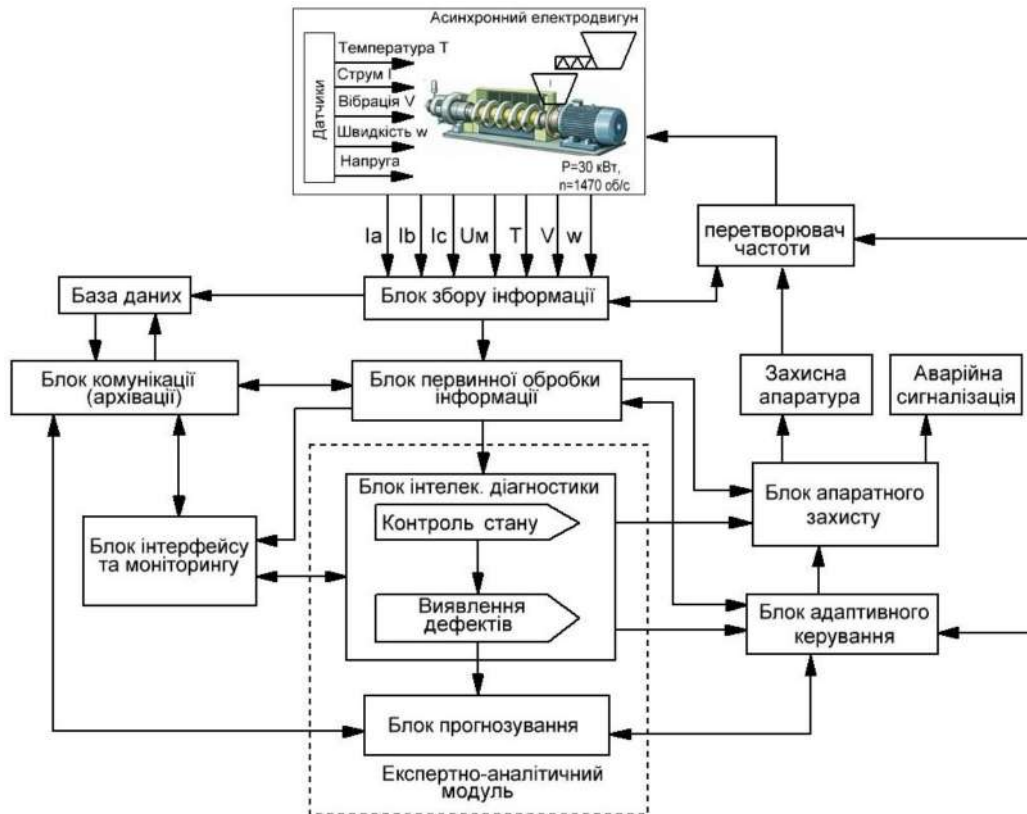 Асинхронний електродвигун
Датчики
Температура Т
Струм I
Вібрація V
Швидкість w
Напруга
P=30 кВт,
n=1470 об/с
Ia Ib Ic Uм T V w
перетворювач
частоти
База даних
Блок збору інформації
Блок комунікації
(архівації)
Блок первинної обробки
інформації
Захисна
апаратура
Аварійна
сигналізація
Блок інтелек. діагностики
Контроль стану
Блок апаратного
захисту
Блок інтерфейсу
та моніторингу
Виявлення
дефектів
Блок адаптивного
керування
Блок прогнозування
Експертно-аналітичний
модуль